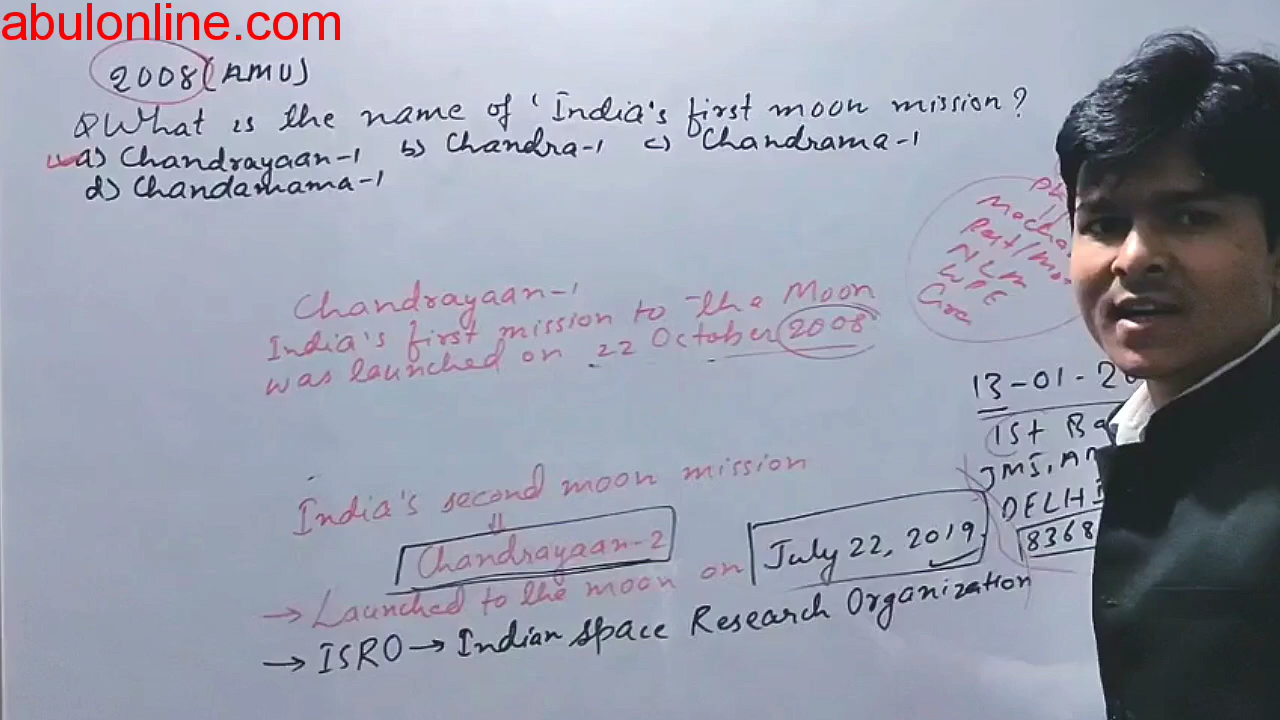 abulonline.com
2008 (AMU)
Q What is the name of 'India's first moon mission?
a) Chandrayaan-1 b) Chandra-1 c) Chandrama-1
d) Chandamama-1
Chandrayaan-1
India's first mission to the Moon
was launched on 22 October 2008
India's second moon mission
Chandrayaan-2
→ Launched to the moon on July 22, 2019
→ ISRO → Indian Space Research Organization
NLM
13-01-20
1st Ba
JMI, AM
DELHI
8368